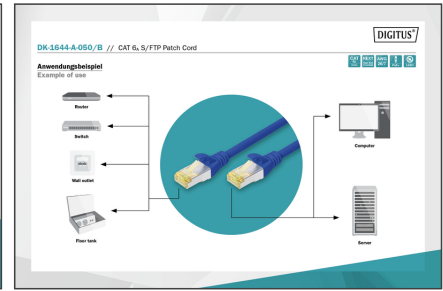 DIGITUS®
DK-1644-A-050/B // CAT 6A S/FTP Patch Cord
Anwendungsbeispiel
Example of use
Router
Switch
Wall outlet
Floor tank
Computer
Server